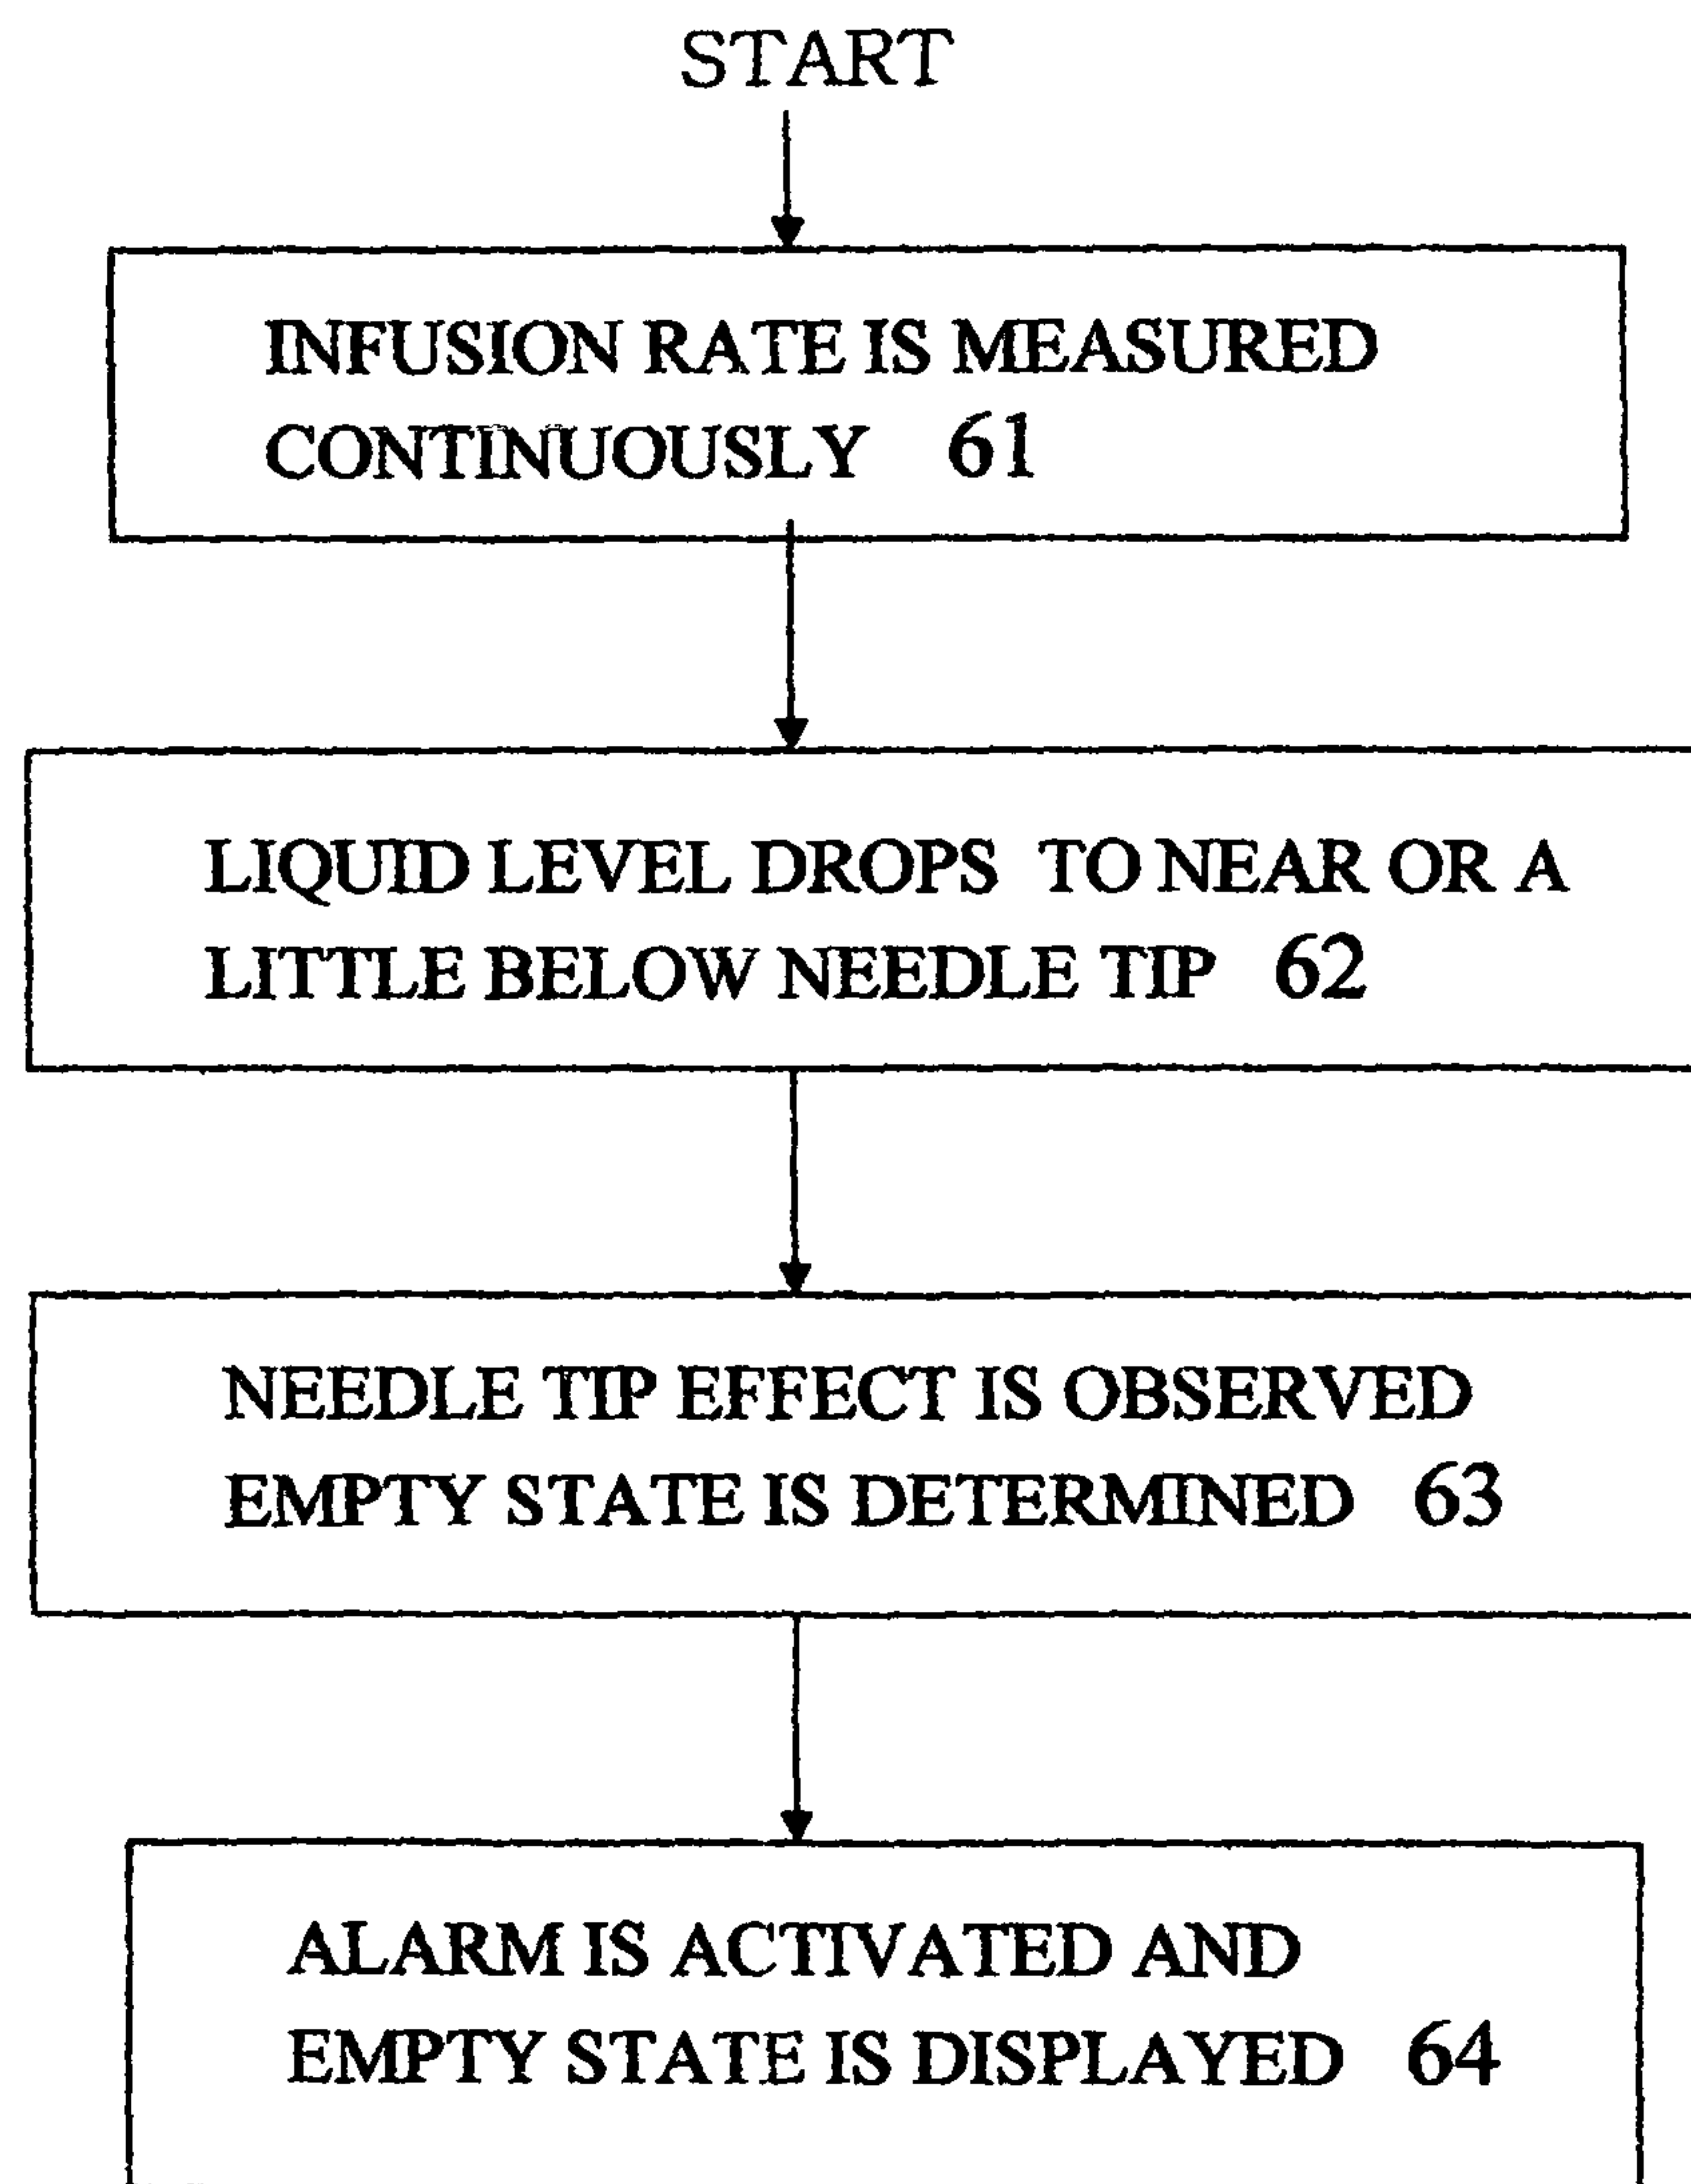 START
INFUSION RATE IS MEASURED
CONTINUOUSLY 61
LIQUID LEVEL DROPS TO NEAR OR A
LITTLE BELOW NEEDLE TIP 62
NEEDLE TIP EFFECT IS OBSERVED
EMPTY STATE IS DETERMINED 63
ALARM IS ACTIVATED AND
EMPTY STATE IS DISPLAYED 64